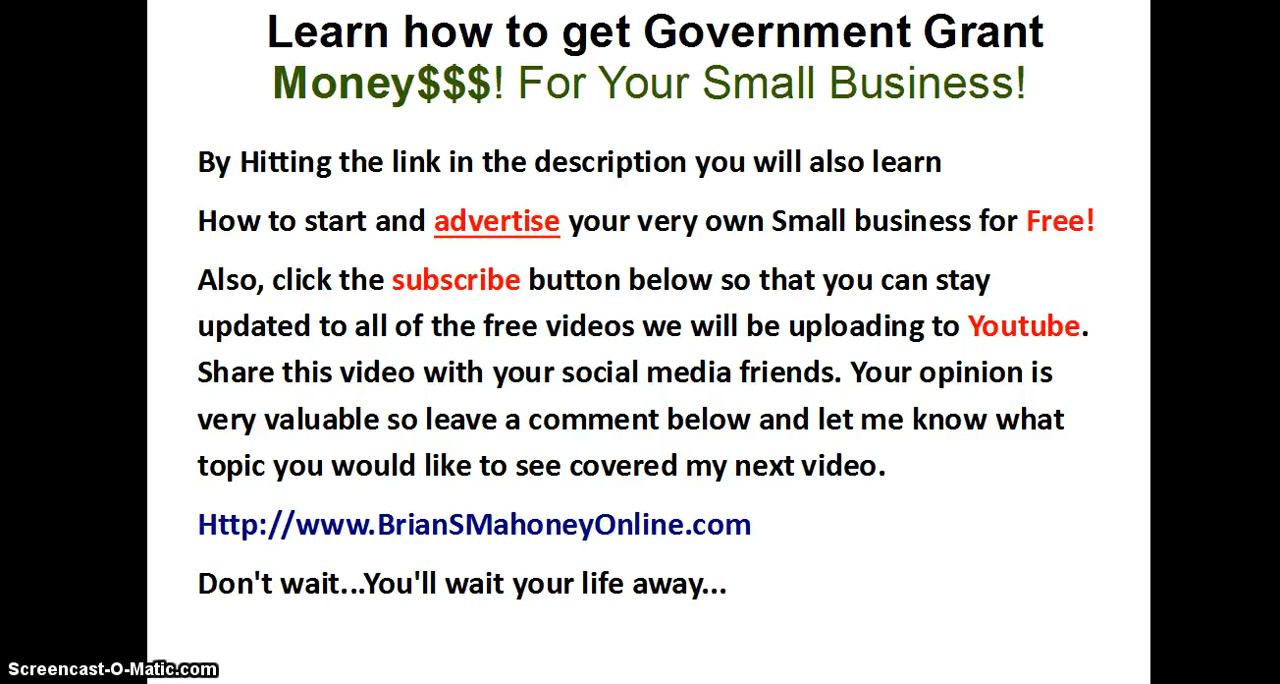 Learn how to get Government Grant
Money$$$! For Your Small Business!
By Hitting the link in the description you will also learn
How to start and advertise your very own Small business for Free!
Also, click the subscribe button below so that you can stay
updated to all of the free videos we will be uploading to Youtube.
Share this video with your social media friends. Your opinion is
very valuable so leave a comment below and let me know what
topic you would like to see covered my next video.
Http://www.BrianSMahoneyOnline.com
Don't wait...You'll wait your life away...
Screencast-O-Matic.com